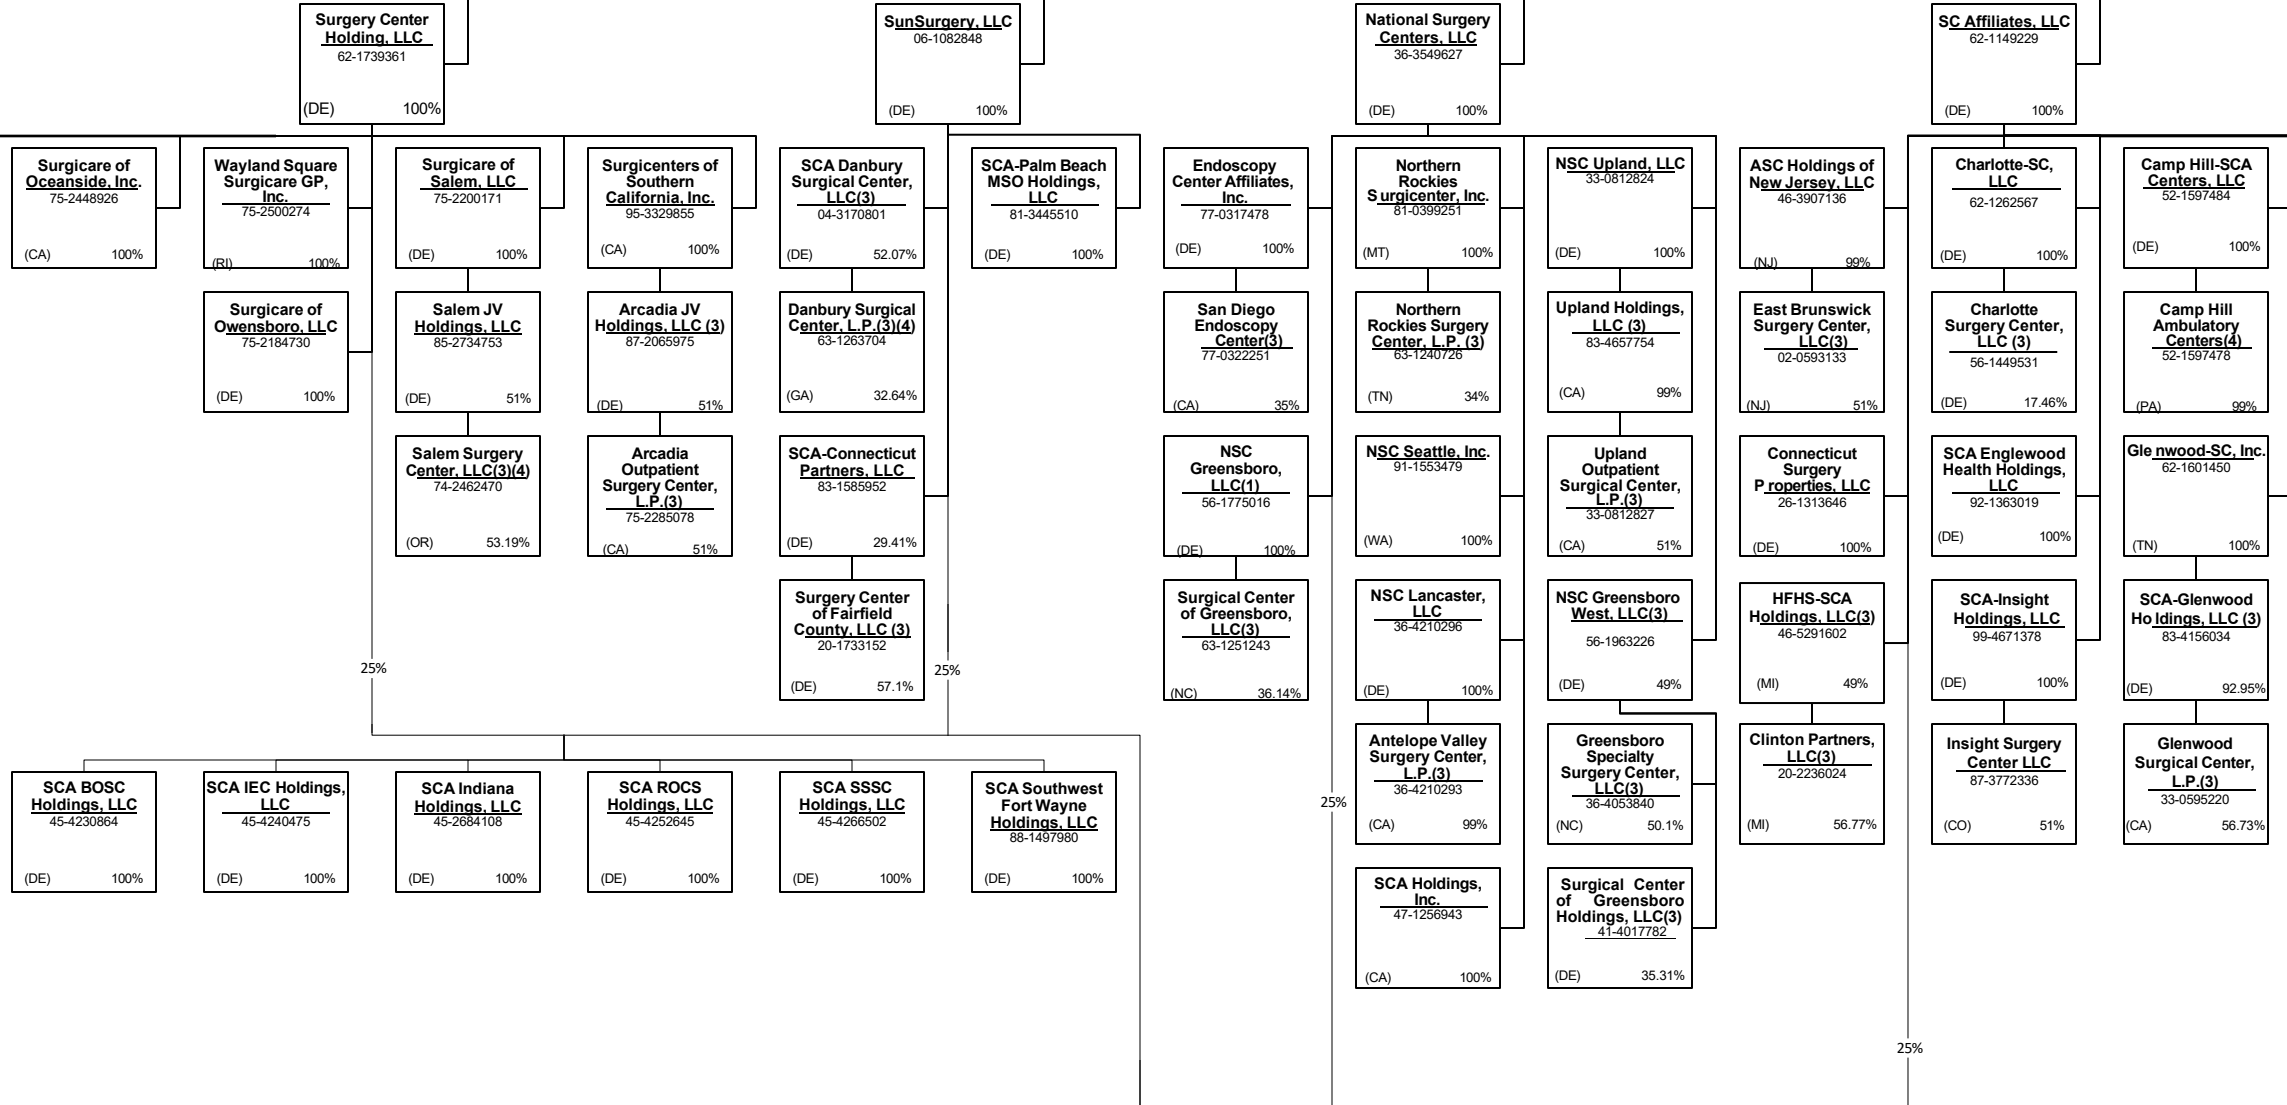 Surgery Center
Holding, LLC
62-1739361
(DE) 100%
SunSurgery, LLC
06-1082848
(DE) 100%
National Surgery
Centers, LLC
36-3549627
(DE) 100%
SC Affiliates, LLC
62-1149229
(DE) 100%
Surgicare of
Oceanside, Inc.
75-2448926
(CA) 100%
Wayland Square
Surgicare GP,
Inc.
75-2500274
(RI) 100%
Surgicare of
Salem, LLC
75-2200171
(DE) 100%
Surgicenters of
Southern
California, Inc.
95-3329855
(CA) 100%
SCA Danbury
Surgical Center,
LLC(3)
04-3170801
(DE) 52.07%
SCA-Palm Beach
MSO Holdings,
LLC
81-3445510
(DE) 100%
Endoscopy
Center Affiliates,
Inc.
77-0317478
(DE) 100%
Northern
Rockies
Surgicenter, Inc.
81-0399251
(MT) 100%
NSC Upland, LLC
33-0812824
(DE) 100%
ASC Holdings of
New Jersey, LLC
46-3907136
(NJ) 99%
Charlotte-SC,
LLC
62-1262567
(DE) 100%
Camp Hill-SCA
Centers, LLC
52-1597484
(DE) 100%
Surgicare of
Owensboro, LLC
75-2184730
(DE) 100%
Salem JV
Holdings, LLC
85-2734753
(DE) 51%
Arcadia JV
Holdings, LLC (3)
87-2065975
(DE) 51%
Danbury Surgical
Center, L.P.(3)(4)
63-1263704
(GA) 32.64%
San Diego
Endoscopy
Center(3)
77-0322251
(CA) 35%
Northern
Rockies Surgery
Center, L.P. (3)
63-1240726
(TN) 34%
Upland Holdings,
LLC (3)
83-4657754
(CA) 99%
East Brunswick
Surgery Center,
LLC(3)
02-0593133
(NJ) 51%
Charlotte
Surgery Center,
LLC (3)
56-1449531
(DE) 17.46%
Camp Hill
Ambulatory
Centers(4)
52-1597478
(PA) 99%
Salem Surgery
Center, LLC(3)(4)
74-2462470
(OR) 53.19%
Arcadia
Outpatient
Surgery Center,
L.P.(3)
75-2285078
(CA) 51%
SCA-Connecticut
Partners, LLC
83-1585952
(DE) 29.41%
NSC
Greensboro,
LLC(1)
56-1775016
(DE) 100%
NSC Seattle, Inc.
91-1553479
(WA) 100%
Upland
Outpatient
Surgical Center,
L.P.(3)
33-0812827
(CA) 51%
Connecticut
Surgery
Properties, LLC
26-1313646
(DE) 100%
SCA Englewood
Health Holdings,
LLC
92-1363019
(DE) 100%
Glenwood-SC, Inc.
62-1601450
(TN) 100%
Surgery Center
of Fairfield
County, LLC (3)
20-1733152
(DE) 57.1%
Surgical Center
of Greensboro,
LLC(3)
63-1251243
(NC) 36.14%
NSC Lancaster,
LLC
36-4210296
(DE) 100%
NSC Greensboro
West, LLC(3)
56-1963226
(DE) 49%
HFHS-SCA
Holdings, LLC(3)
46-5291602
(MI) 49%
SCA-Insight
Holdings, LLC
99-4671378
(DE) 100%
SCA-Glenwood
Holdings, LLC (3)
83-4156034
(DE) 92.95%
25%
25%
Antelope Valley
Surgery Center,
L.P.(3)
36-4210293
(CA) 99%
Greensboro
Specialty
Surgery Center,
LLC(3)
36-4053840
(NC) 50.1%
Clinton Partners,
LLC(3)
20-2236024
(MI) 56.77%
Insight Surgery
Center LLC
87-3772336
(CO) 51%
Glenwood
Surgical Center,
L.P.(3)
33-0595220
(CA) 56.73%
SCA BOSC
Holdings, LLC
45-4230864
(DE) 100%
SCA IEC Holdings,
LLC
45-4240475
(DE) 100%
SCA Indiana
Holdings, LLC
45-2684108
(DE) 100%
SCA ROCS
Holdings, LLC
45-4252645
(DE) 100%
SCA SSSC
Holdings, LLC
45-4266502
(DE) 100%
SCA Southwest
Fort Wayne
Holdings, LLC
88-1497980
(DE) 100%
25%
SCA Holdings,
Inc.
47-1256943
(CA) 100%
Surgical Center
of Greensboro
Holdings, LLC(3)
41-4017782
(DE) 35.31%
25%